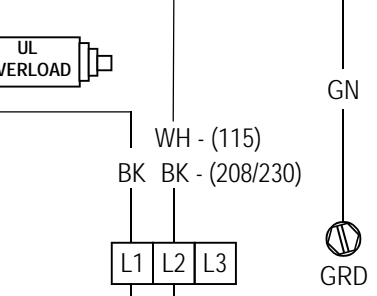 UL
VERLOAD
GN
WH - (115)
BK BK - (208/230)
L1 L2 L3
GRD